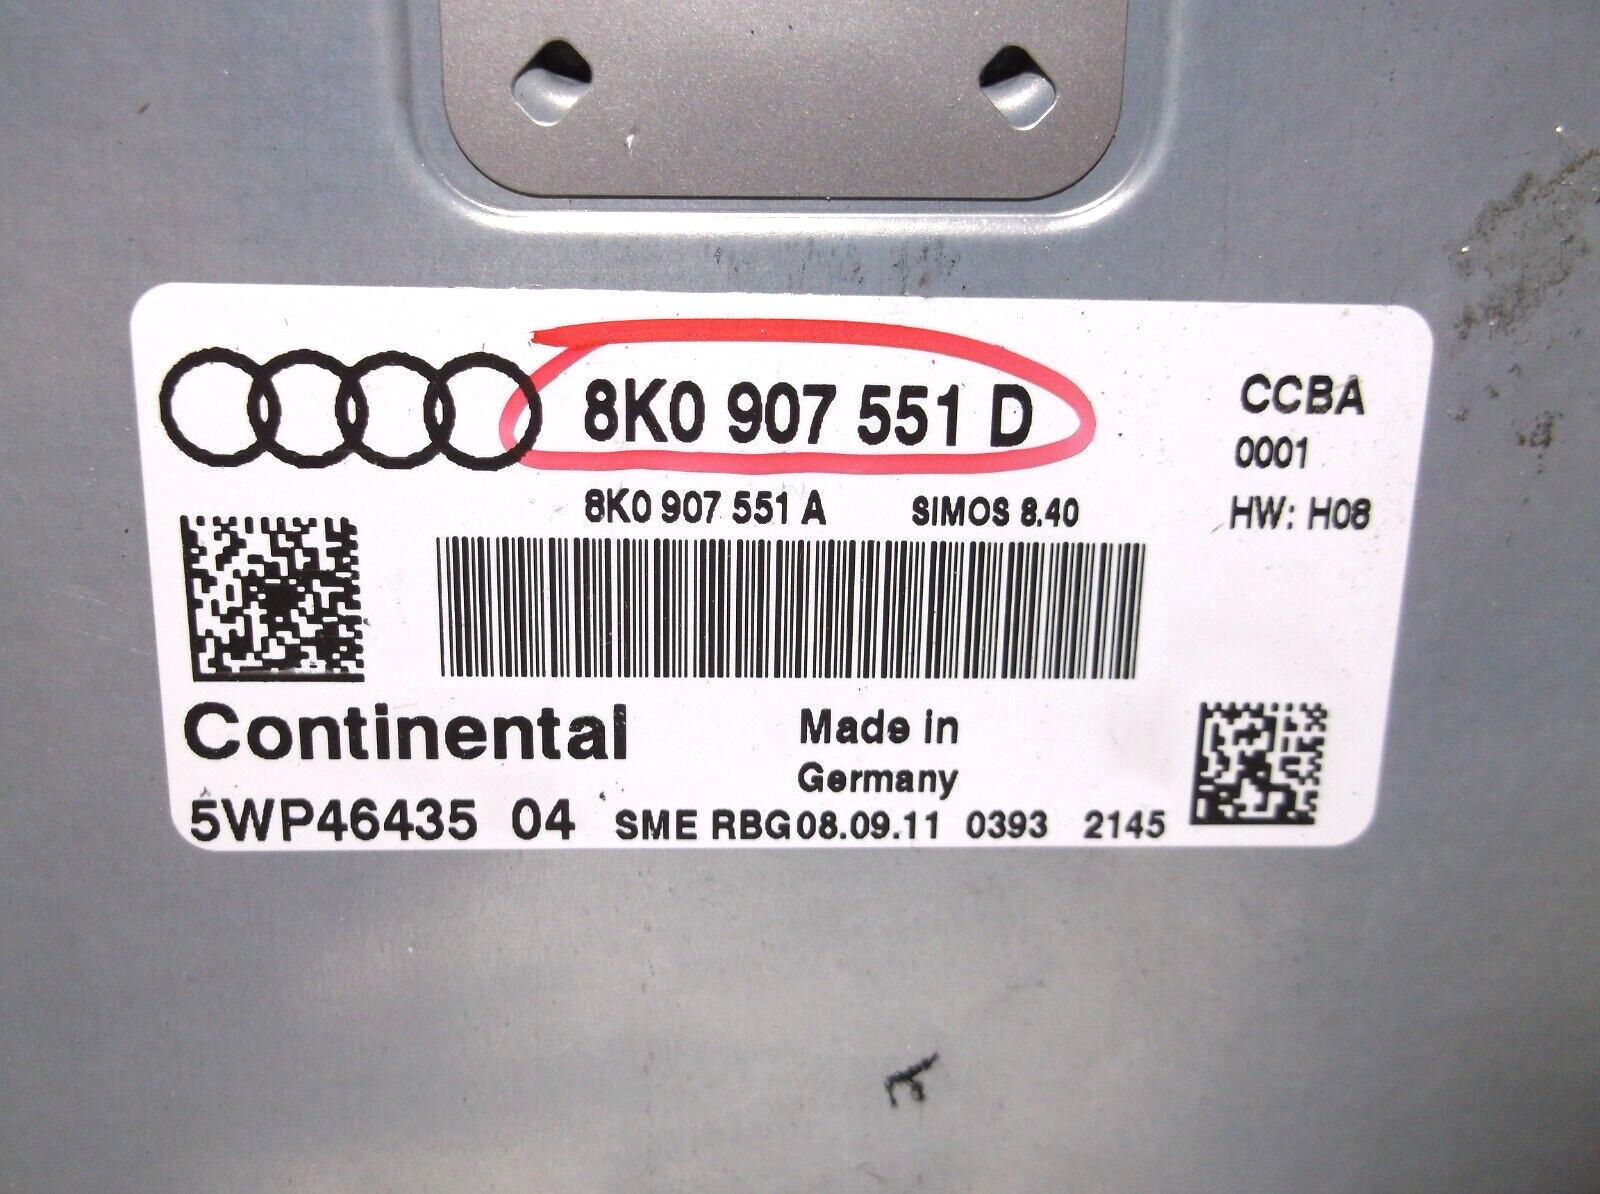 8K0 907 551 D
CCBA
0001
8K0 907 551 A SIMOS 8.40
HW: H08
Continental
Made in
Germany
5WP46435 04 SME RBG08.09.11 0393 2145